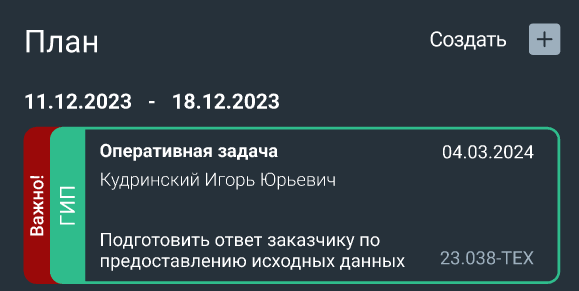 План
Создать +
11.12.2023 - 18.12.2023
Важно!
ГИП
Оперативная задача
04.03.2024
Кудринский Игорь Юрьевич
Подготовить ответ заказчику по
предоставлению исходных данных
23.038-ТЕХ